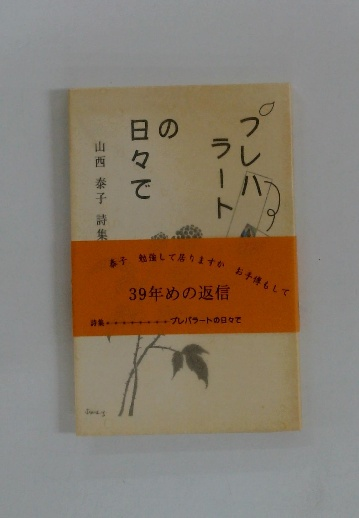 プレパ
ラート
の
日々で
山西 泰子 詩集
泰子 勉強して居りますか お手傳もして
39年めの返信
詩集--------プレパラートの日々で